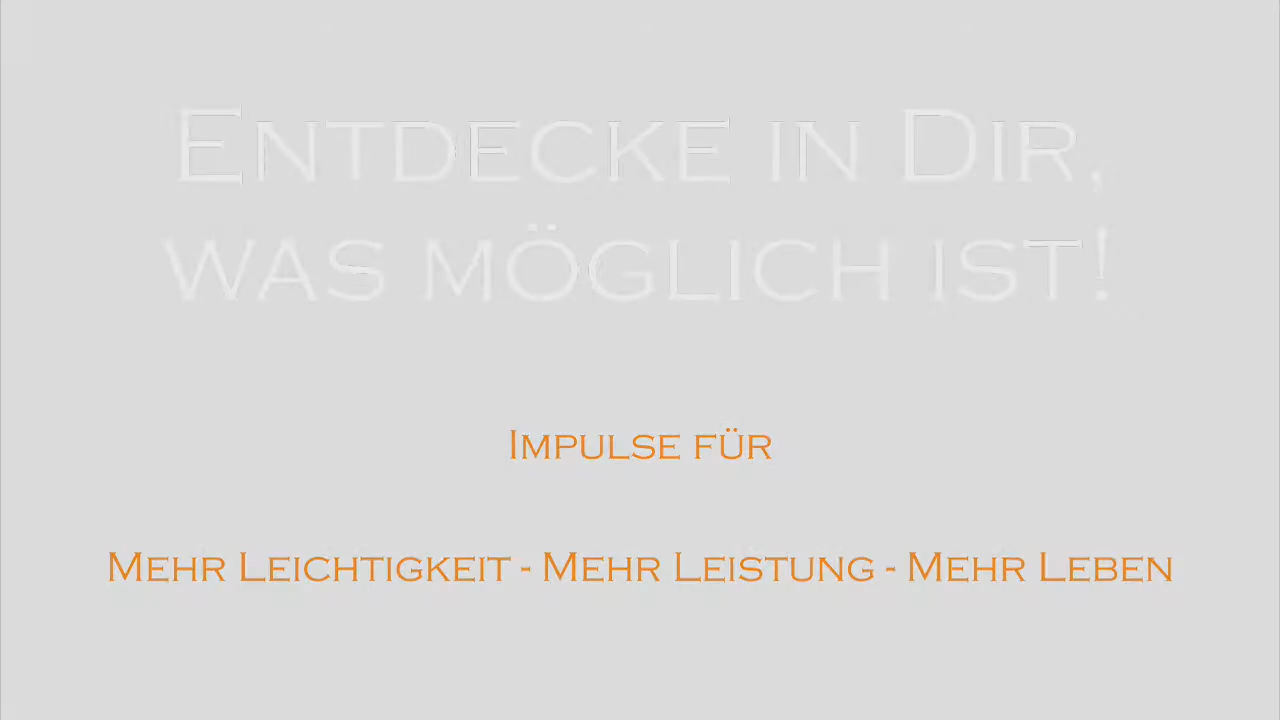 Entdecke in Dir,
was möglich ist!
Impulse für
Mehr Leichtigkeit - Mehr Leistung - Mehr Leben